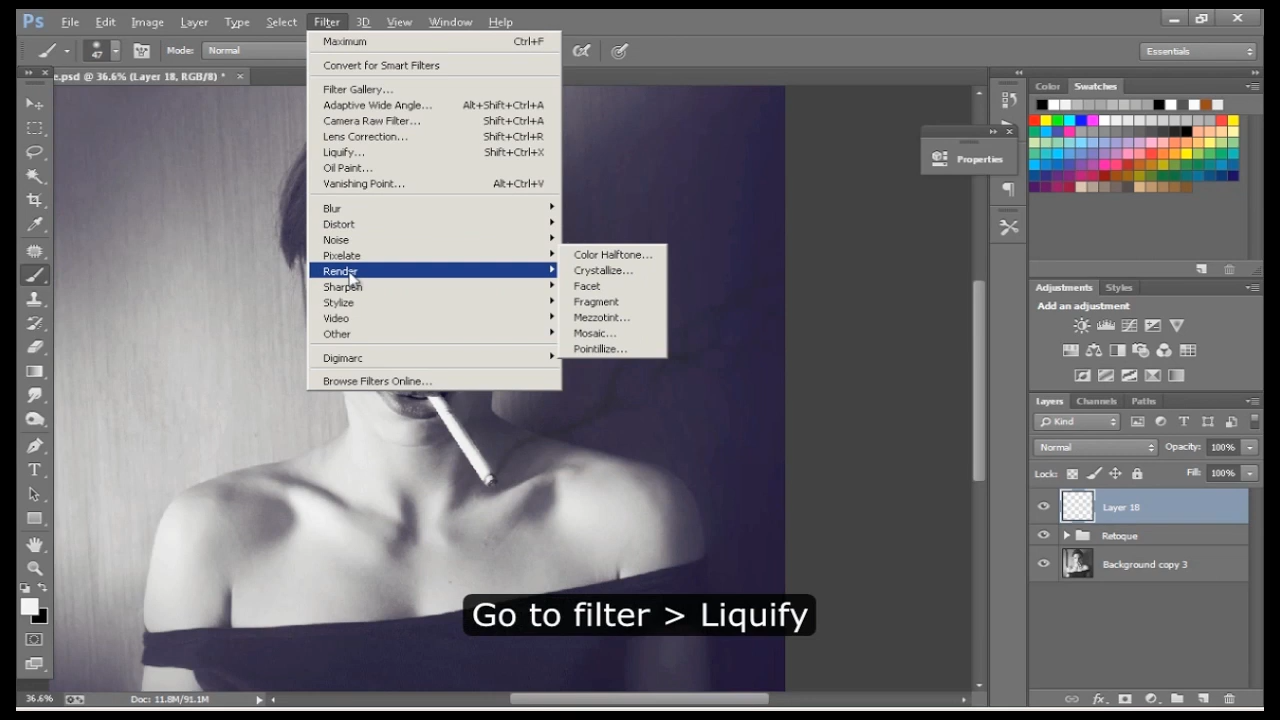 Ps File Edit Image Layer Type Select Filter 3D View Window Help
47 Mode: Normal Essentials
e.psd @ 36.6% (Layer 18, RGB/8) *
Maximum Ctrl+F
Convert for Smart Filters
Filter Gallery...
Adaptive Wide Angle... Alt+Shift+Ctrl+A
Camera Raw Filter... Shift+Ctrl+A
Lens Correction... Shift+Ctrl+R
Liquify... Shift+Ctrl+X
Oil Paint...
Vanishing Point... Alt+Ctrl+V
Blur
Distort
Noise
Pixelate
Render
Sharpen
Stylize
Video
Other
Digimarc
Browse Filters Online...
Color Halftone...
Crystallize...
Facet
Fragment
Mezzotint...
Mosaic...
Pointillize...
Properties
Color Swatches
Adjustments Styles
Add an adjustment
Layers Channels Paths
Kind
Normal Opacity: 100%
Lock: Fill: 100%
Layer 18
Retoque
Background copy 3
Go to filter > Liquify
36.6% Doc: 11.8M/91.1M
fx